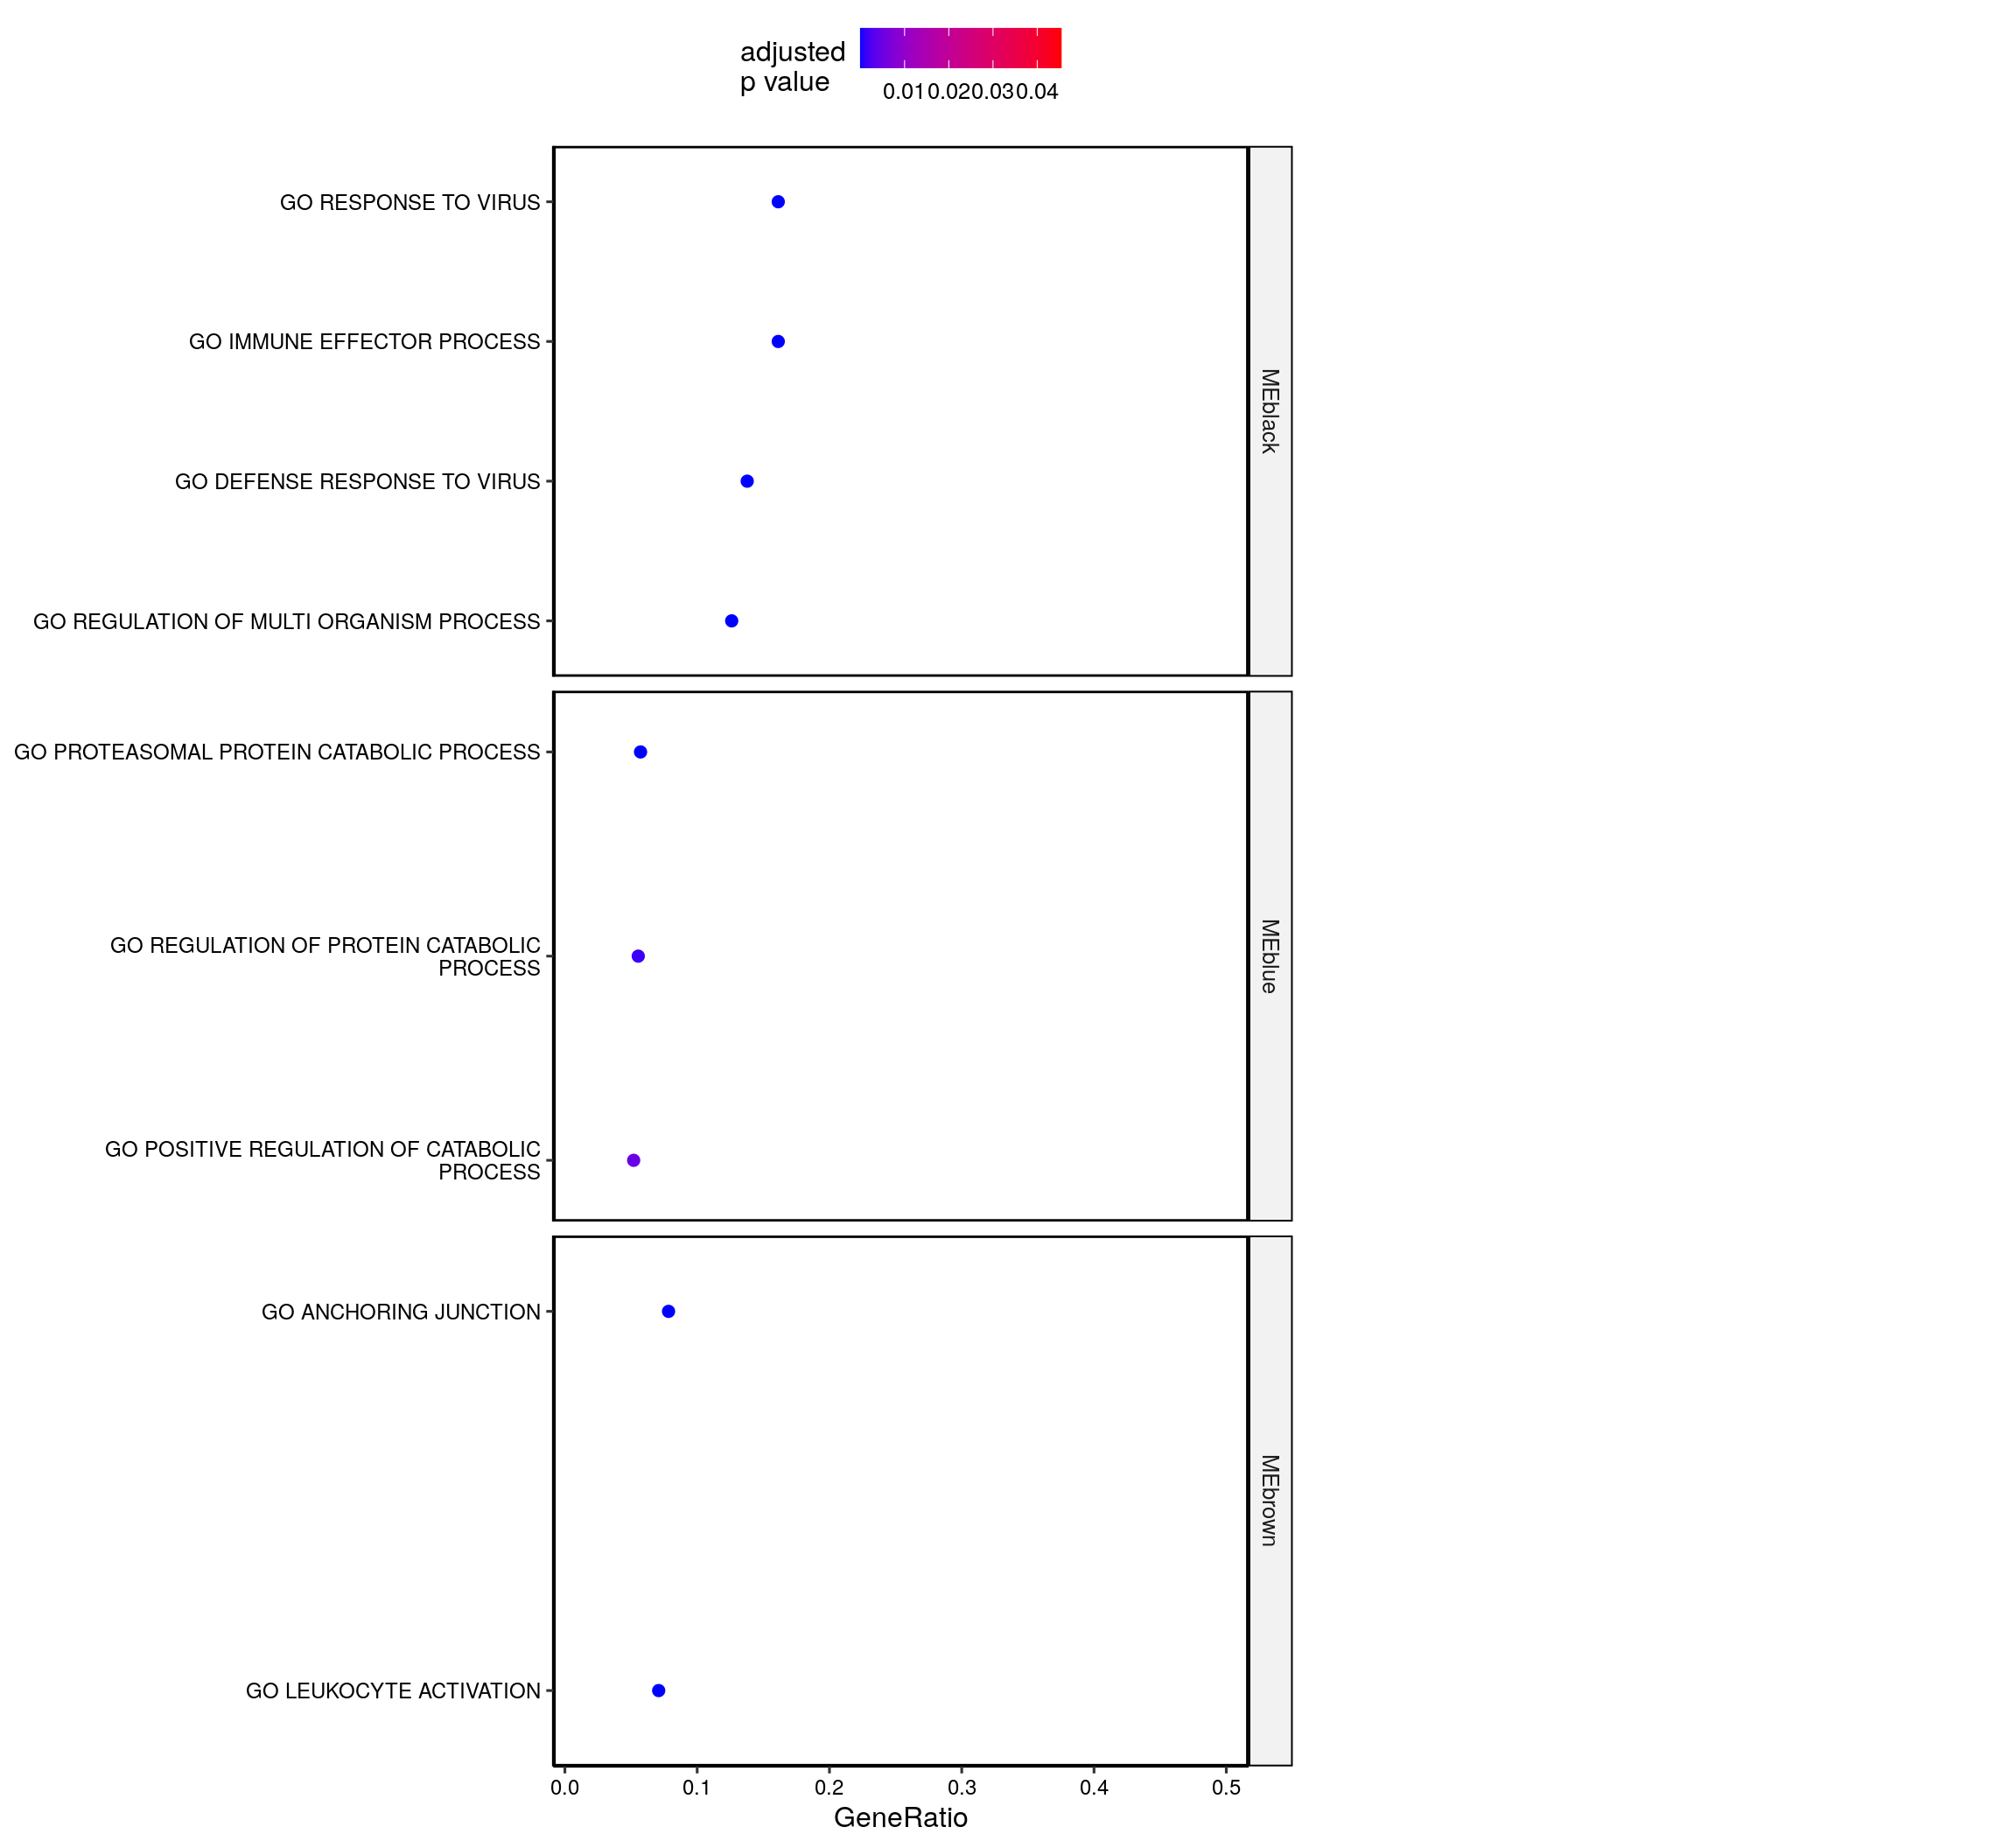 adjusted
p value
0.01 0.02 0.03 0.04
GO RESPONSE TO VIRUS
GO IMMUNE EFFECTOR PROCESS
GO DEFENSE RESPONSE TO VIRUS
GO REGULATION OF MULTI ORGANISM PROCESS
MEblack
GO PROTEASOMAL PROTEIN CATABOLIC PROCESS
GO REGULATION OF PROTEIN CATABOLIC
PROCESS
GO POSITIVE REGULATION OF CATABOLIC
PROCESS
MEblue
GO ANCHORING JUNCTION
GO LEUKOCYTE ACTIVATION
MEbrown
0.0 0.1 0.2 0.3 0.4 0.5
GeneRatio